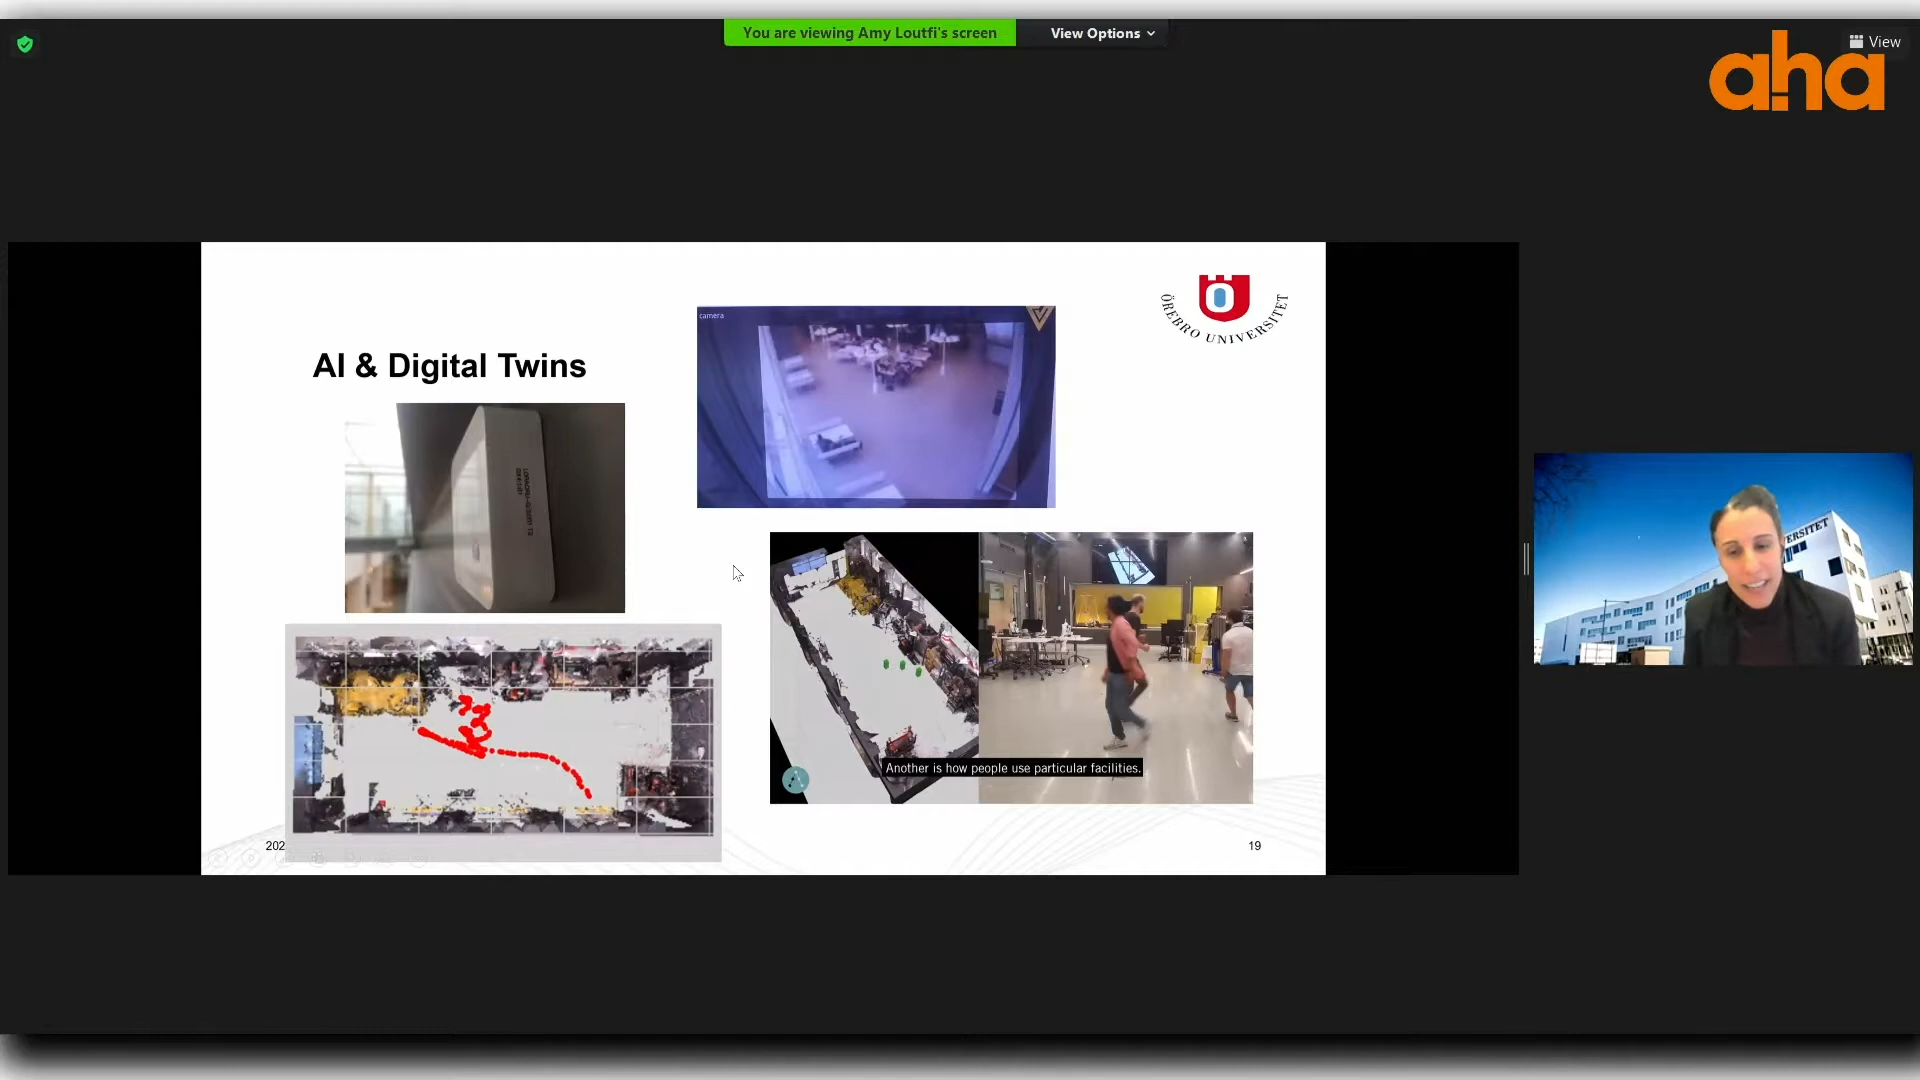 You are viewing Amy Loutfi's screen
View Options
View
aha
AI & Digital Twins
camera
ÖREBRO UNIVERSITET
ERSITET
Another is how people use particular facilities.
202
19